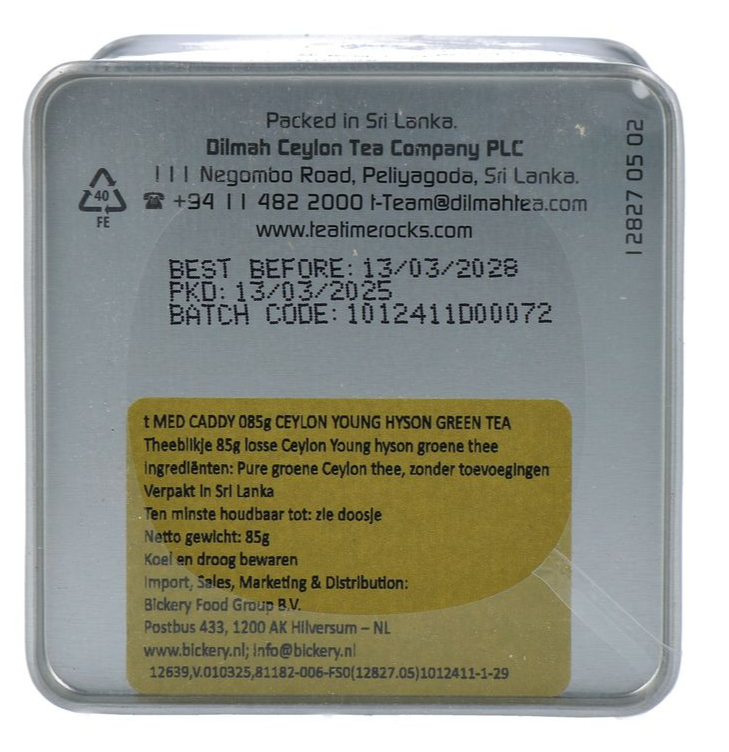 Packed in Sri Lanka.
Dilmah Ceylon Tea Company PLC
111 Negombo Road, Peliyagoda, Sri Lanka.
☎ +94 11 482 2000 t-Team@dilmahtea.com
www.teatimerocks.com
40
FE
12827 05 02
BEST BEFORE: 13/03/2028
PKD: 13/03/2025
BATCH CODE: 1012411D00072
t MED CADDY 085g CEYLON YOUNG HYSON GREEN TEA
Theeblikje 85g losse Ceylon Young hyson groene thee
Ingrediënten: Pure groene Ceylon thee, zonder toevoegingen
Verpakt in Sri Lanka
Ten minste houdbaar tot: zie doosje
Netto gewicht: 85g
Koel en droog bewaren
Import, Sales, Marketing & Distribution:
Bickery Food Group B.V.
Postbus 433, 1200 AK Hilversum – NL
www.bickery.nl; info@bickery.nl
12639,V.010325,81182-006-FS0(12827.05)1012411-1-29